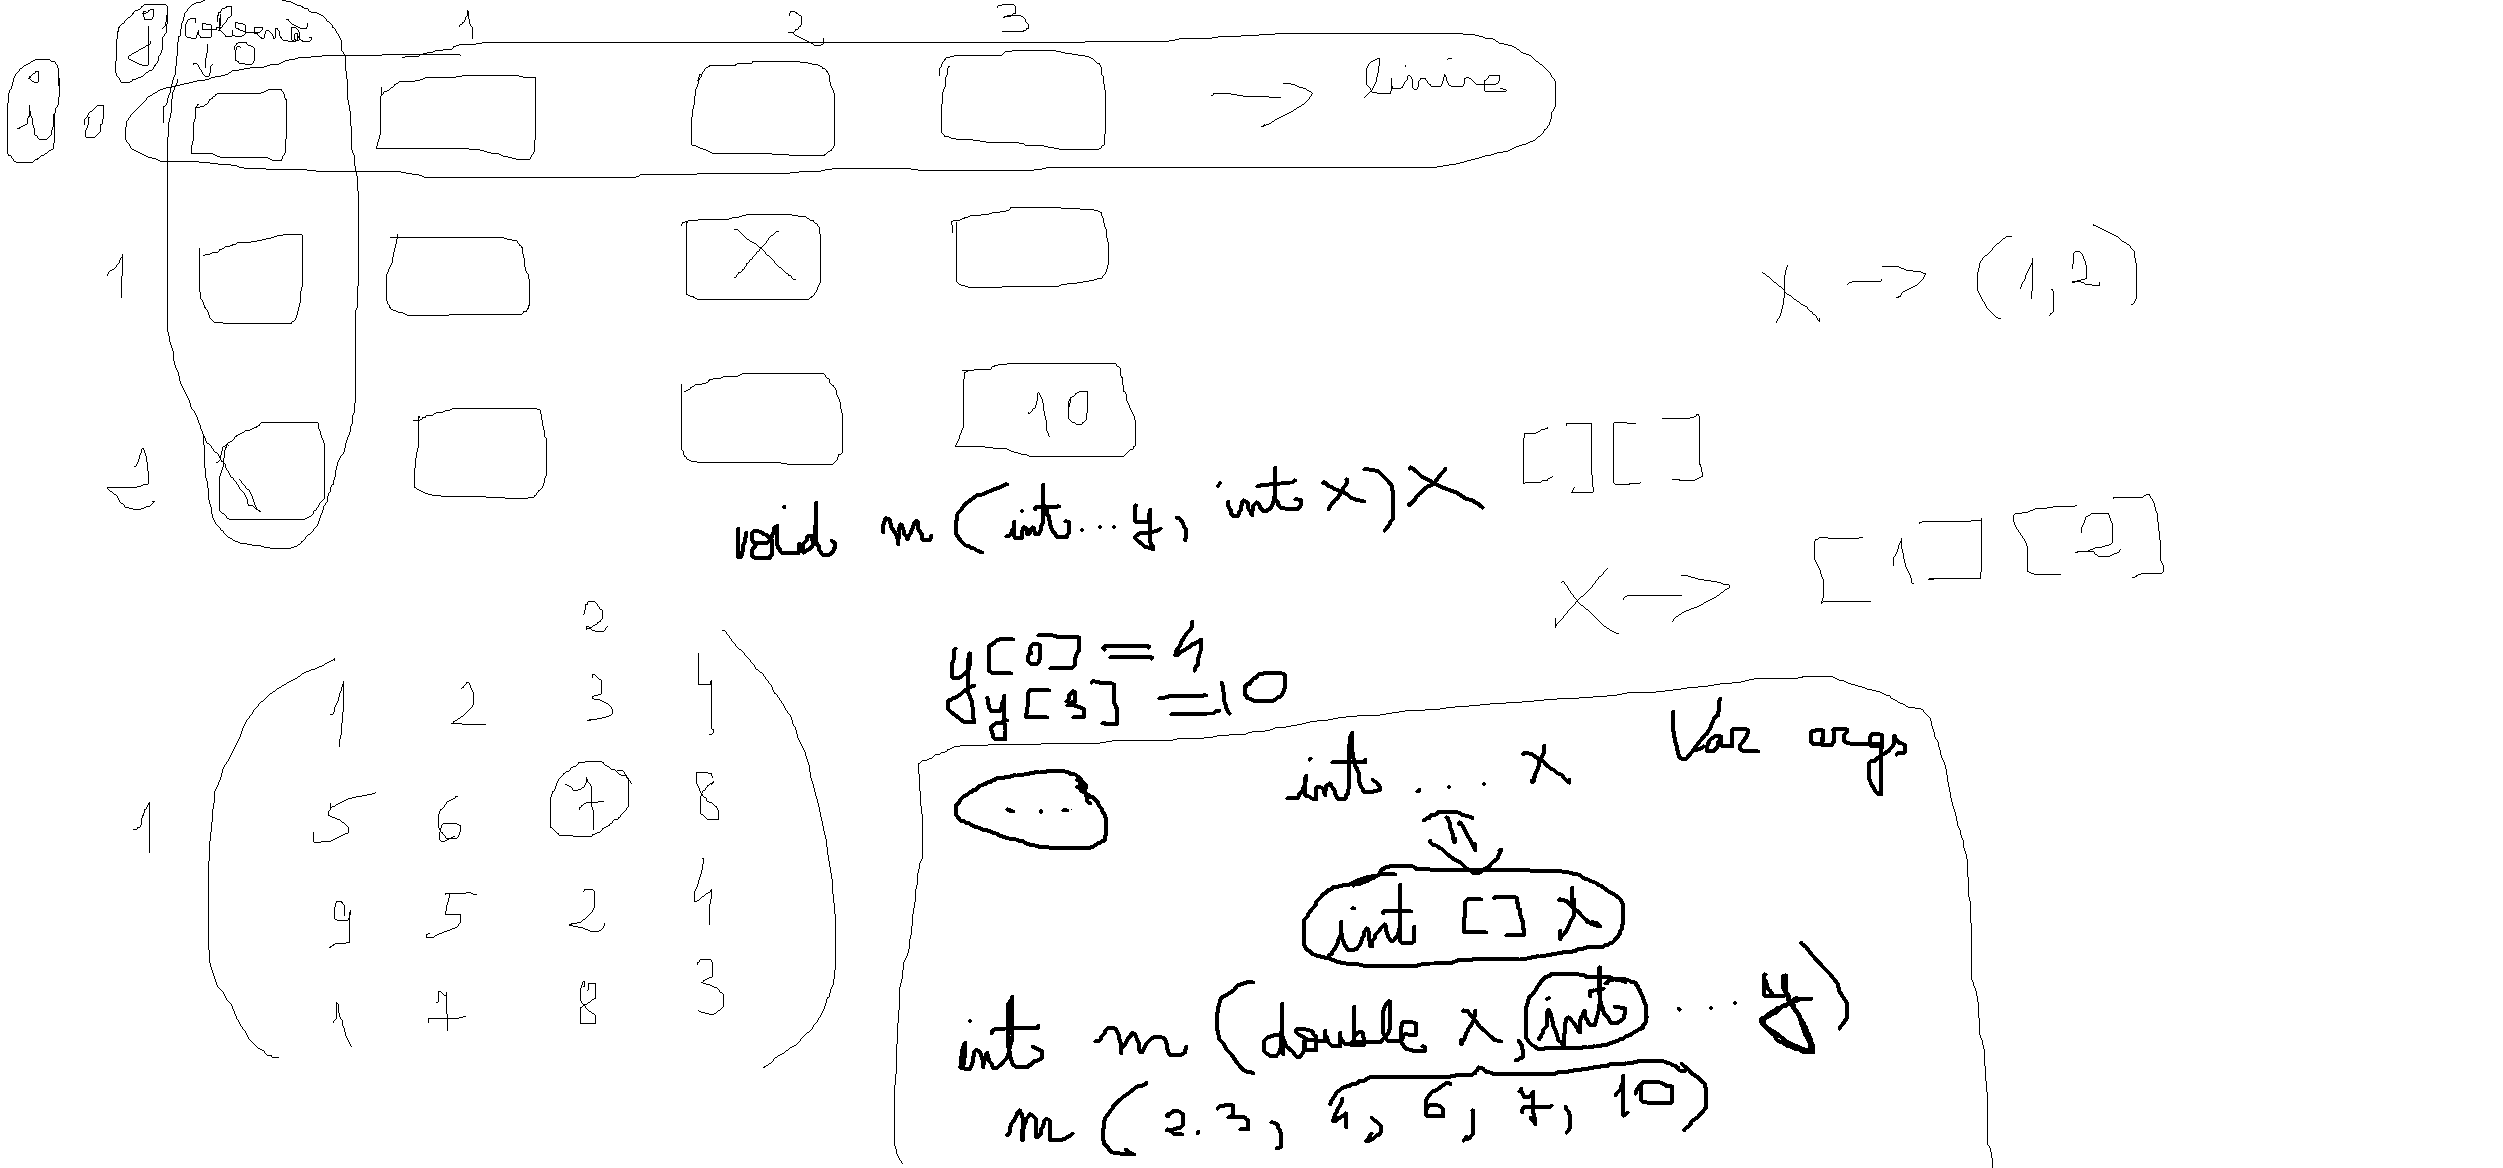 j coloană 1 2 3
↓ 0
i 0 → linine
1 X X → (1,2)
2 10 [][]
void m (int...y, int x) X
X → [1] [2]
2
1 2 3 4
1 5 6 7 8
9 5 2 4
1 7 8 3
y[0] = 4
y[3] = 10
... int ... x Var args
int [] x
int m (double x, int ... y)
m (2.3, 4, 6, 7, 10)